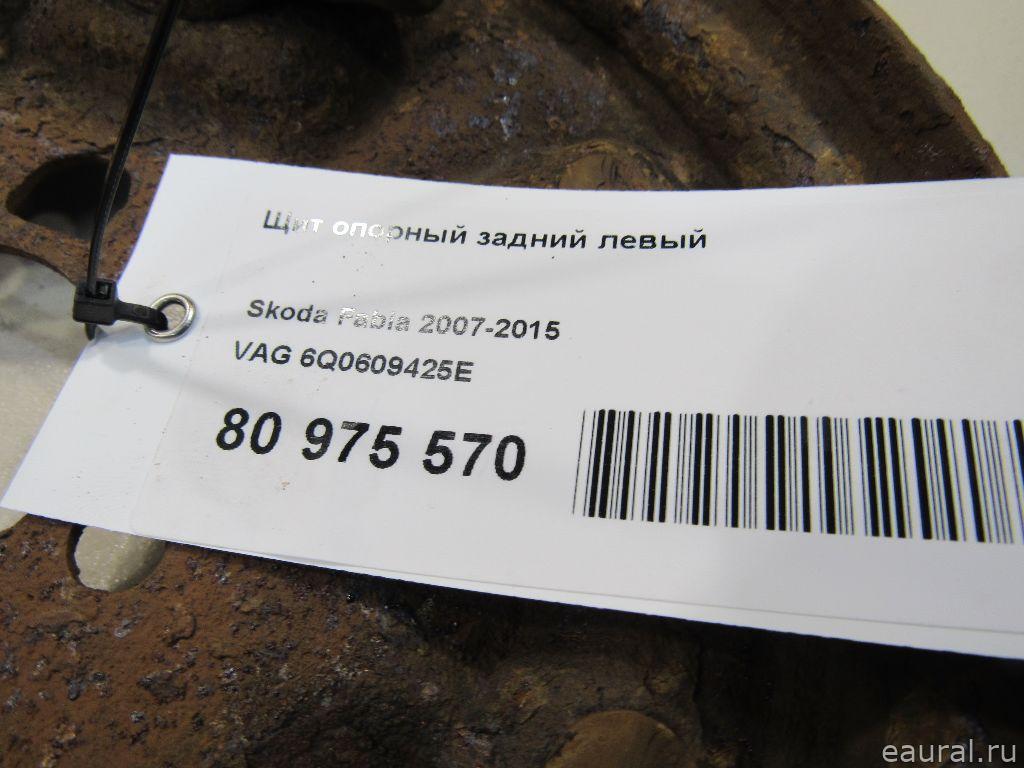 Щит опорный задний левый
Skoda Fabia 2007-2015
VAG 6Q0609425E
80 975 570
eaural.ru